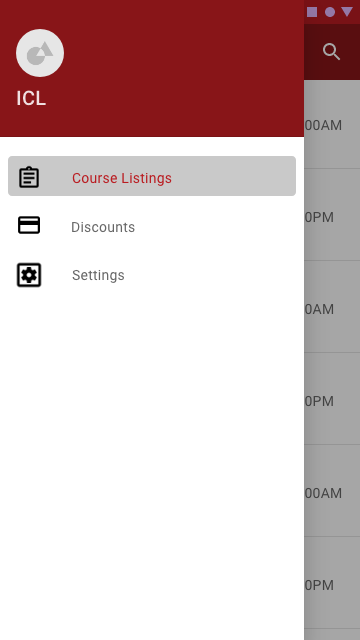 ICL
Course Listings
Discounts
Settings
00AM
0PM
0AM
0PM
00AM
0PM